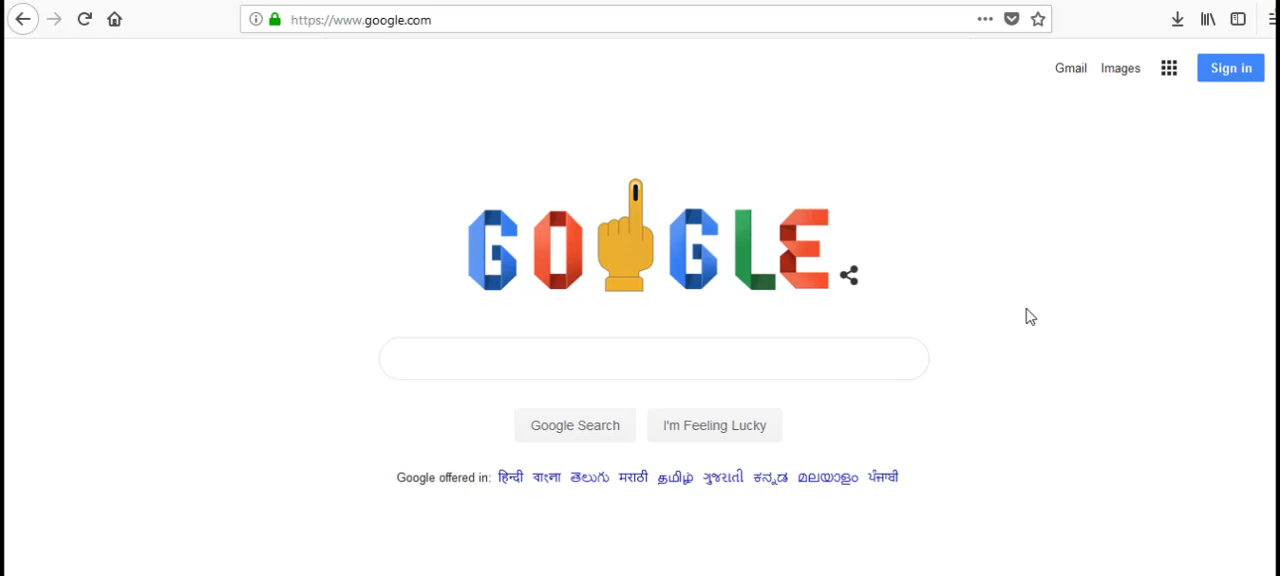 https://www.google.com
Gmail Images Sign in
GOGLE
Google Search I'm Feeling Lucky
Google offered in: हिन्दी বাংলা తెలుగు मराठी தமிழ் ગુજરાતી ಕನ್ನಡ മലയാളം ਪੰਜਾਬੀ